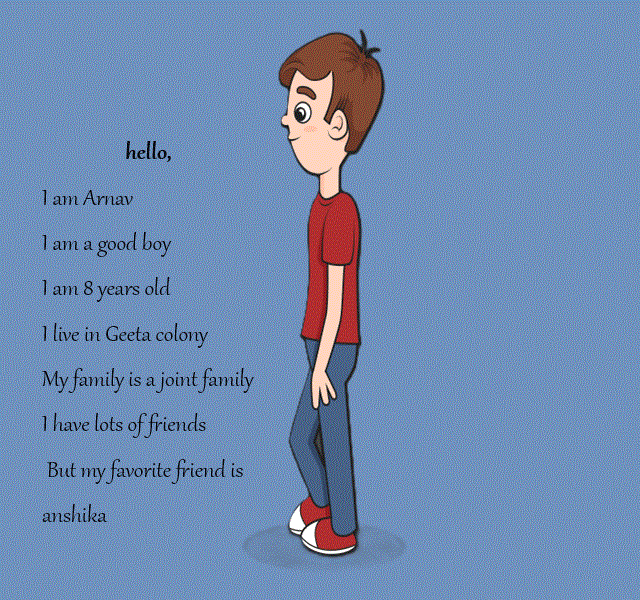 hello,
I am Arnav
I am a good boy
I am 8 years old
I live in Geeta colony
My family is a joint family
I have lots of friends
But my favorite friend is
anshika